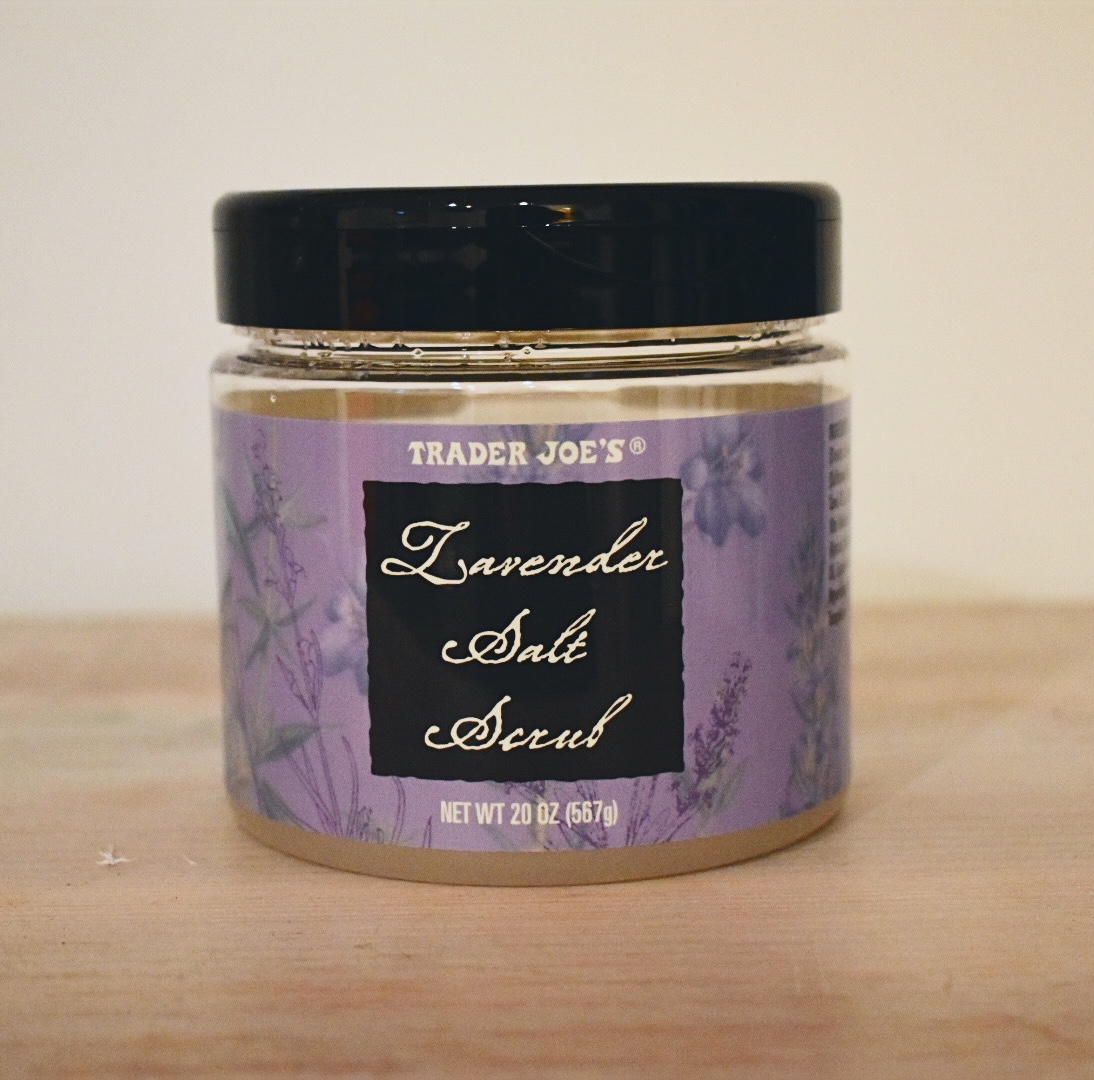 TRADER JOE'S®
Lavender
Salt
Scrub
NET WT 20 OZ (567g)